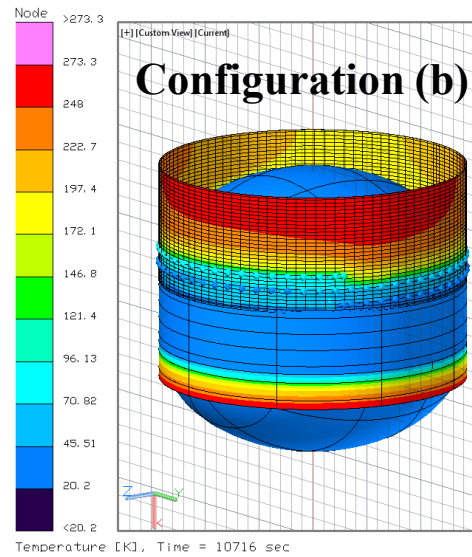 Node
>273.3
[+] [Custom View] [Current]
Configuration (b)
273.3
248
222.7
197.4
172.1
146.8
121.4
96.13
70.82
45.51
20.2
<20.2
Z
Y
X
Temperature [K], Time = 10716 sec